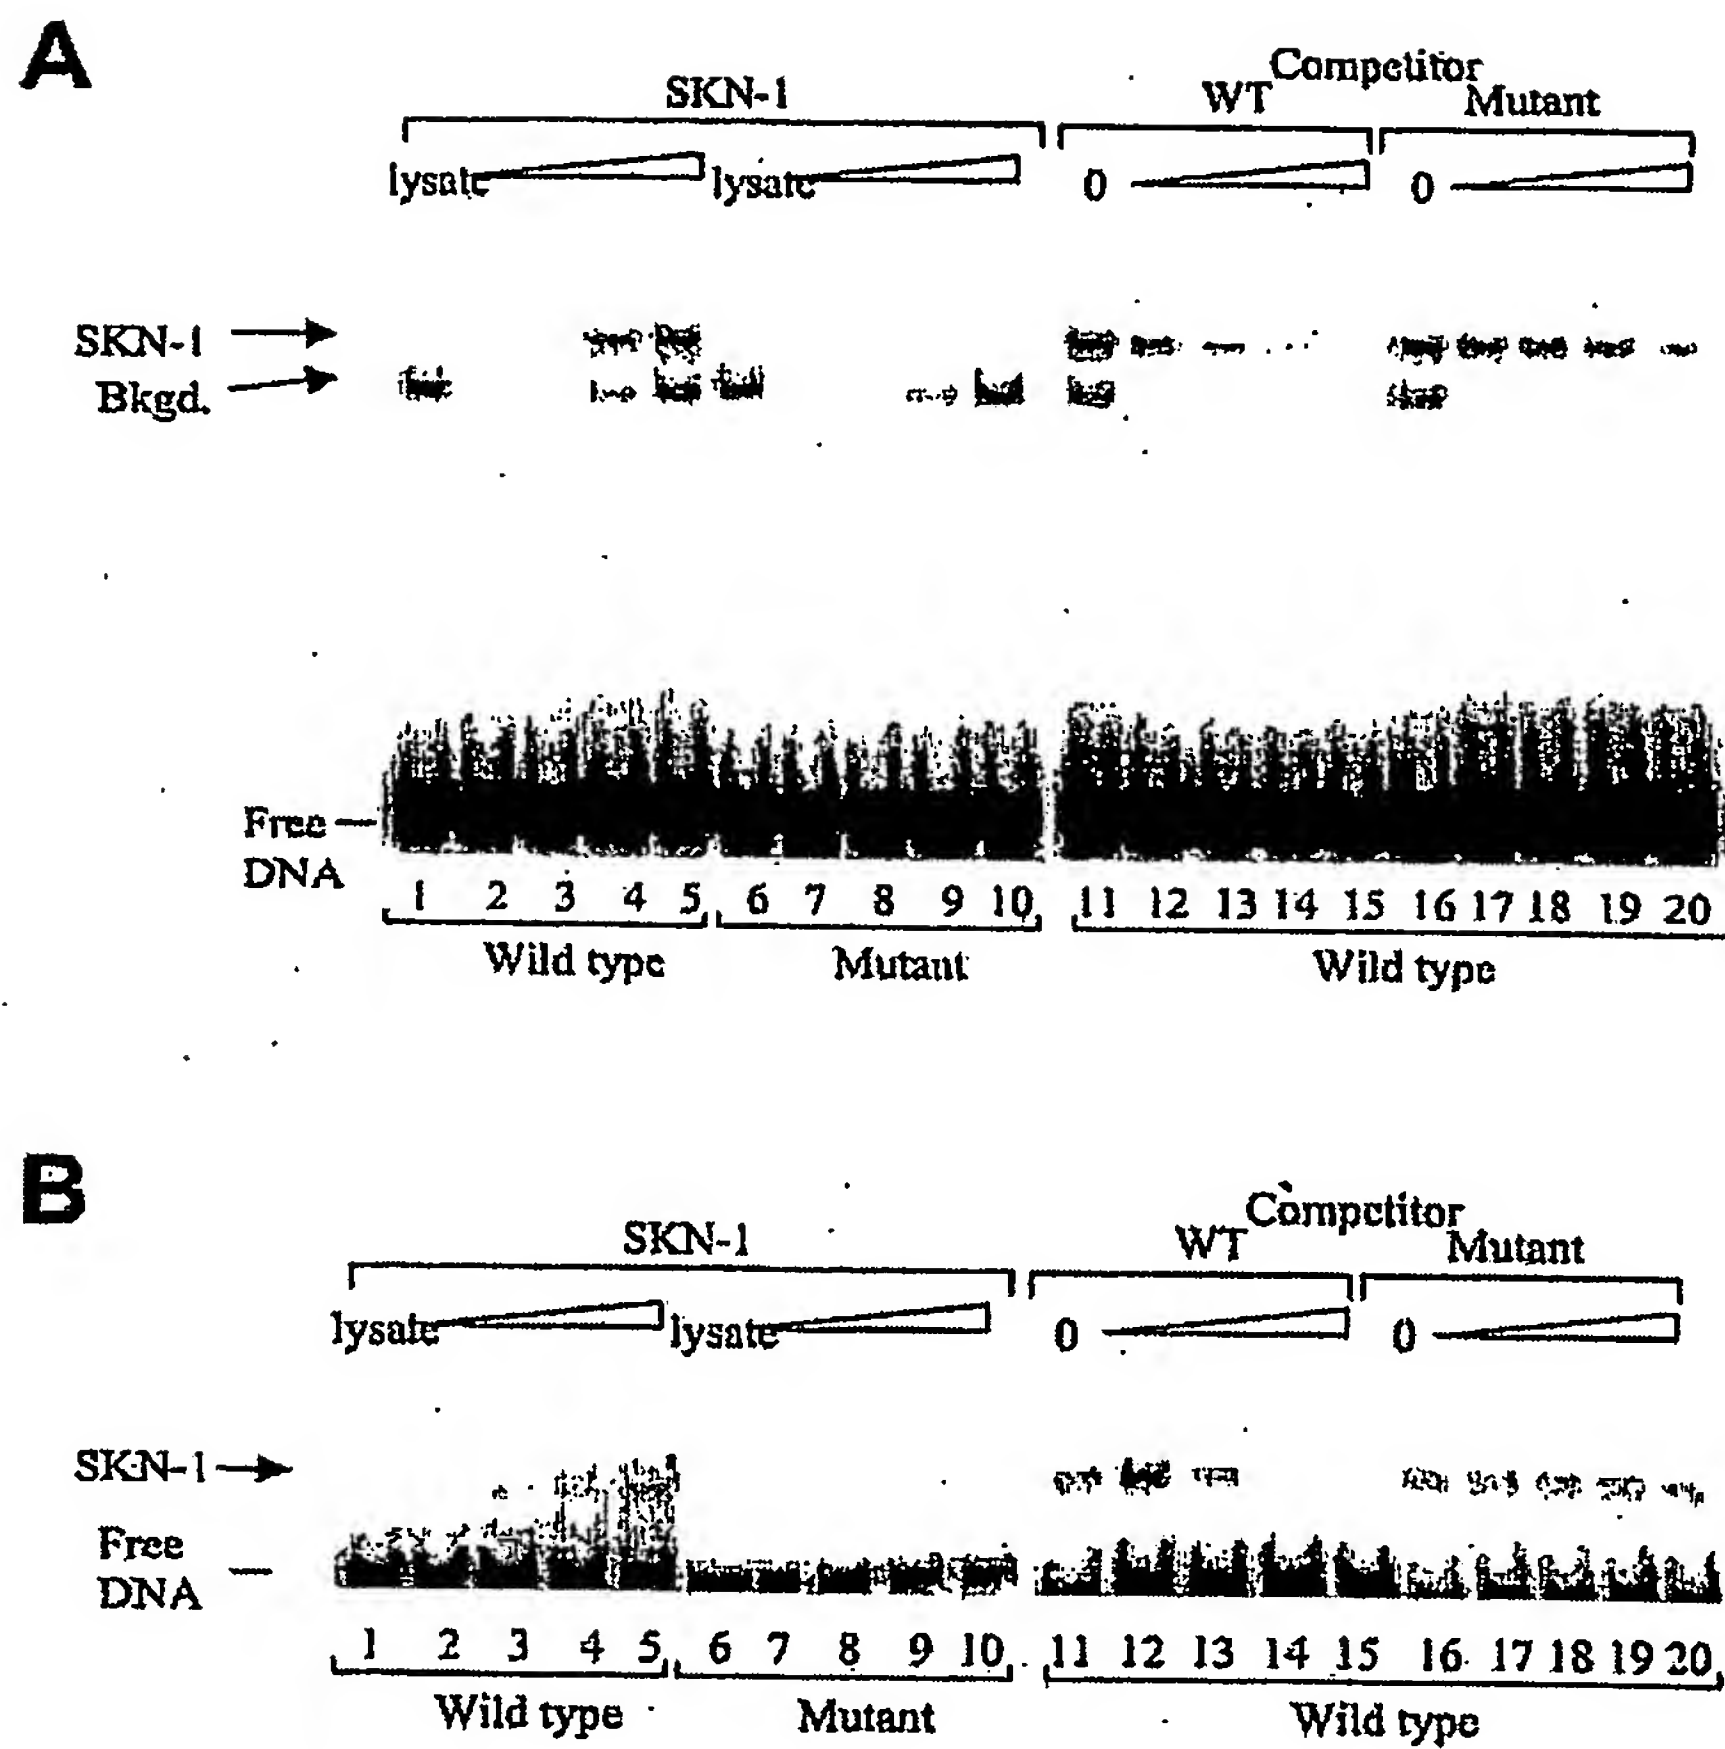 A
Competitor
SKN-1
WT
Mutant
lysate
lysate
0
0
SKN-1
Bkgd.
Free
DNA
1 2 3 4 5 6 7 8 9 10 11 12 13 14 15 16 17 18 19 20
Wild type
Mutant
Wild type
B
Competitor
SKN-1
WT
Mutant
lysate
lysate
0
0
SKN-1
Free
DNA
1 2 3 4 5 6 7 8 9 10 11 12 13 14 15 16 17 18 19 20
Wild type
Mutant
Wild type